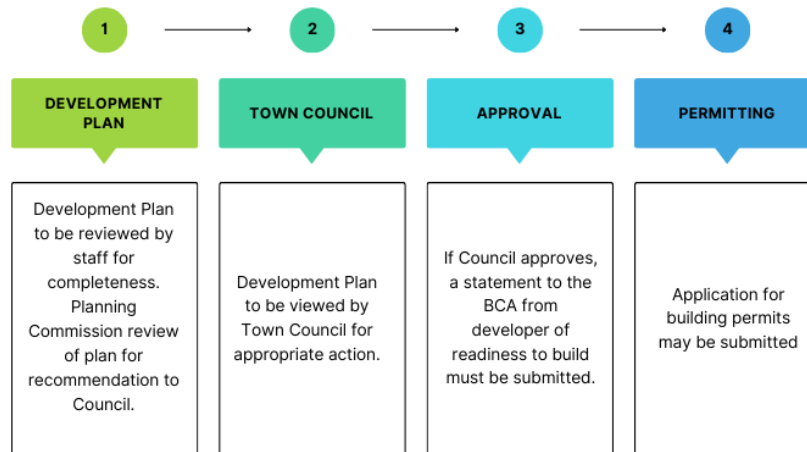 1
2
3
4
DEVELOPMENT
PLAN
TOWN COUNCIL
APPROVAL
PERMITTING
Development Plan
to be reviewed by
staff for
completeness.
Planning
Commission review
of plan for
recommendation to
Council.
Development Plan
to be viewed by
Town Council for
appropriate action.
If Council approves,
a statement to the
BCA from
developer of
readiness to build
must be submitted.
Application for
building permits
may be submitted